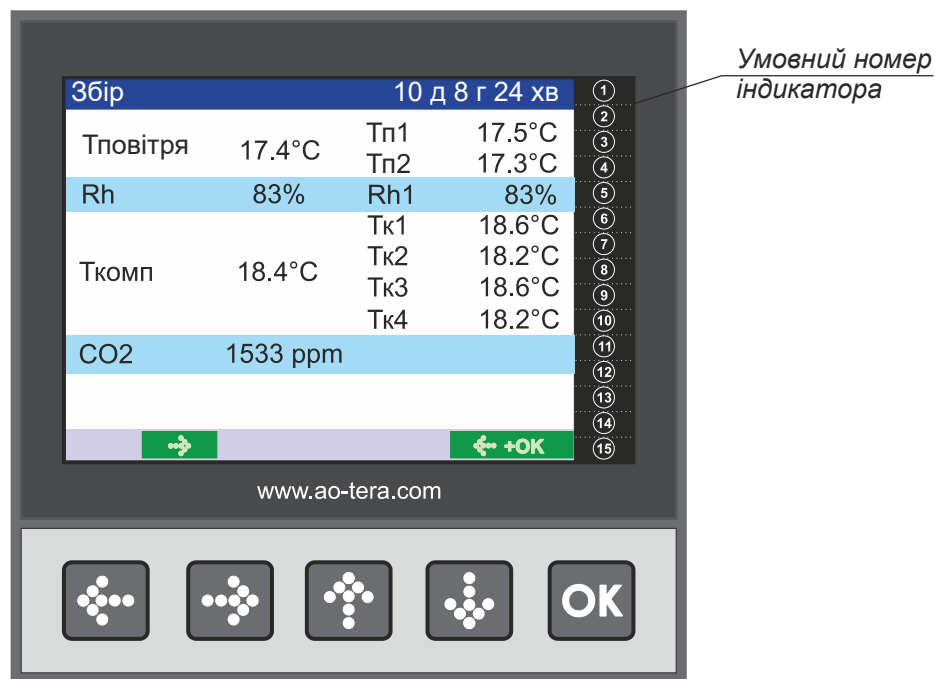 Збір 10 д 8 г 24 хв
Тповітря 17.4°C
Тп1 17.5°C
Тп2 17.3°C
Rh 83% Rh1 83%
Ткомп 18.4°C
Тк1 18.6°C
Тк2 18.2°C
Тк3 18.6°C
Тк4 18.2°C
CO2 1533 ppm
+OK
1
2
3
4
5
6
7
8
9
10
11
12
13
14
15
Умовний номер
індикатора
www.ao-tera.com
OK